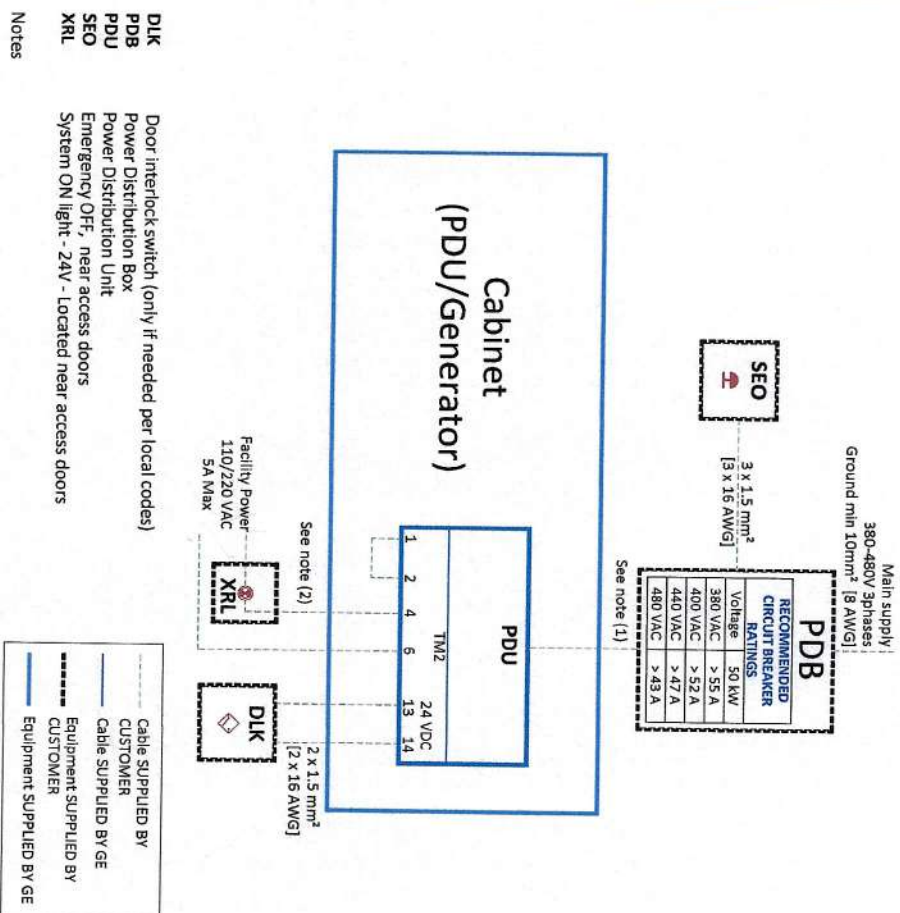 Main supply
380-480V 3phases
Ground min 10mm² [8 AWG]
PDB
RECOMMENDED
CIRCUIT BREAKER
RATINGS
Voltage 50 kW
380 VAC > 55 A
400 VAC > 52 A
440 VAC > 47 A
480 VAC > 43 A
SEO
3 x 1.5 mm²
[3 x 16 AWG]
See note (1)
Cabinet
(PDU/Generator)
PDU
TM2
24 VDC
1 2 4 6 13 14
See note (2)
Facility Power
110/220 VAC
5A Max
XRL
DLK
2 x 1.5 mm²
[2 x 16 AWG]
DLK Door interlock switch (only if needed per local codes)
PDB Power Distribution Box
PDU Power Distribution Unit
SEO Emergency OFF, near access doors
XRL System ON light - 24V - Located near access doors
Cable SUPPLIED BY
CUSTOMER
Cable SUPPLIED BY GE
Equipment SUPPLIED BY
CUSTOMER
Equipment SUPPLIED BY GE
Notes